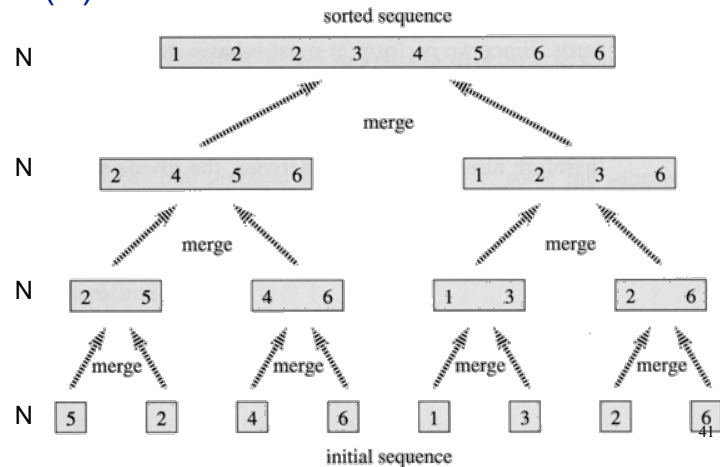 sorted sequence
N 1 2 2 3 4 5 6 6
merge
N 2 4 5 6 1 2 3 6
merge merge
N 2 5 4 6 1 3 2 6
merge merge merge merge
N 5 2 4 6 1 3 2 6
41
initial sequence